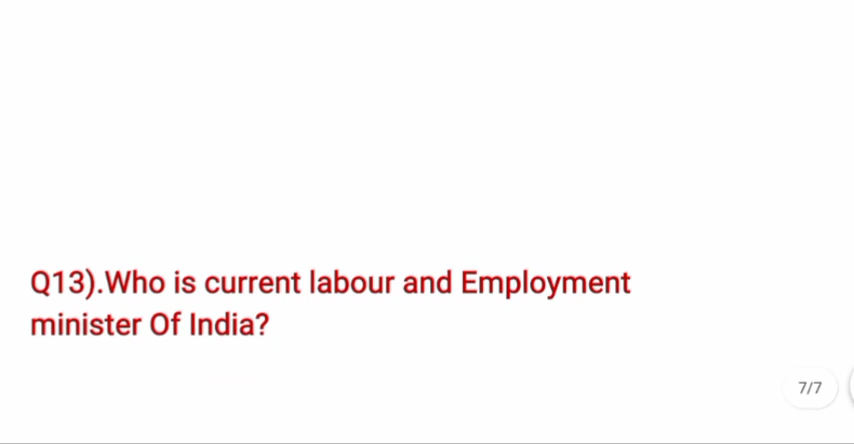 Q13).Who is current labour and Employment
minister Of India?
7/7